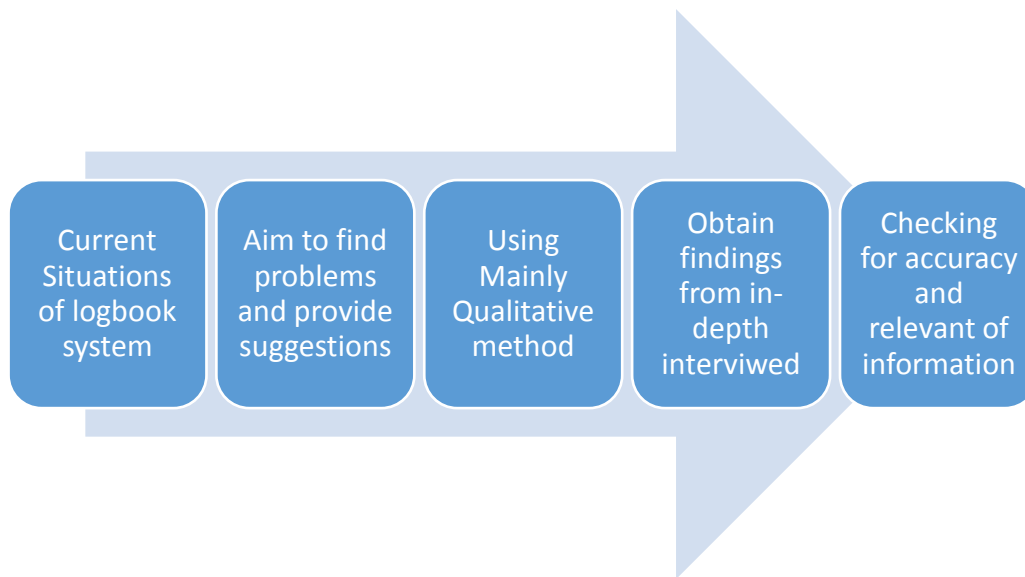 Current
Situations
of logbook
system
Aim to find
problems
and provide
suggestions
Using
Mainly
Qualitative
method
Obtain
findings
from in-
depth
interviwed
Checking
for accuracy
and
relevant of
information